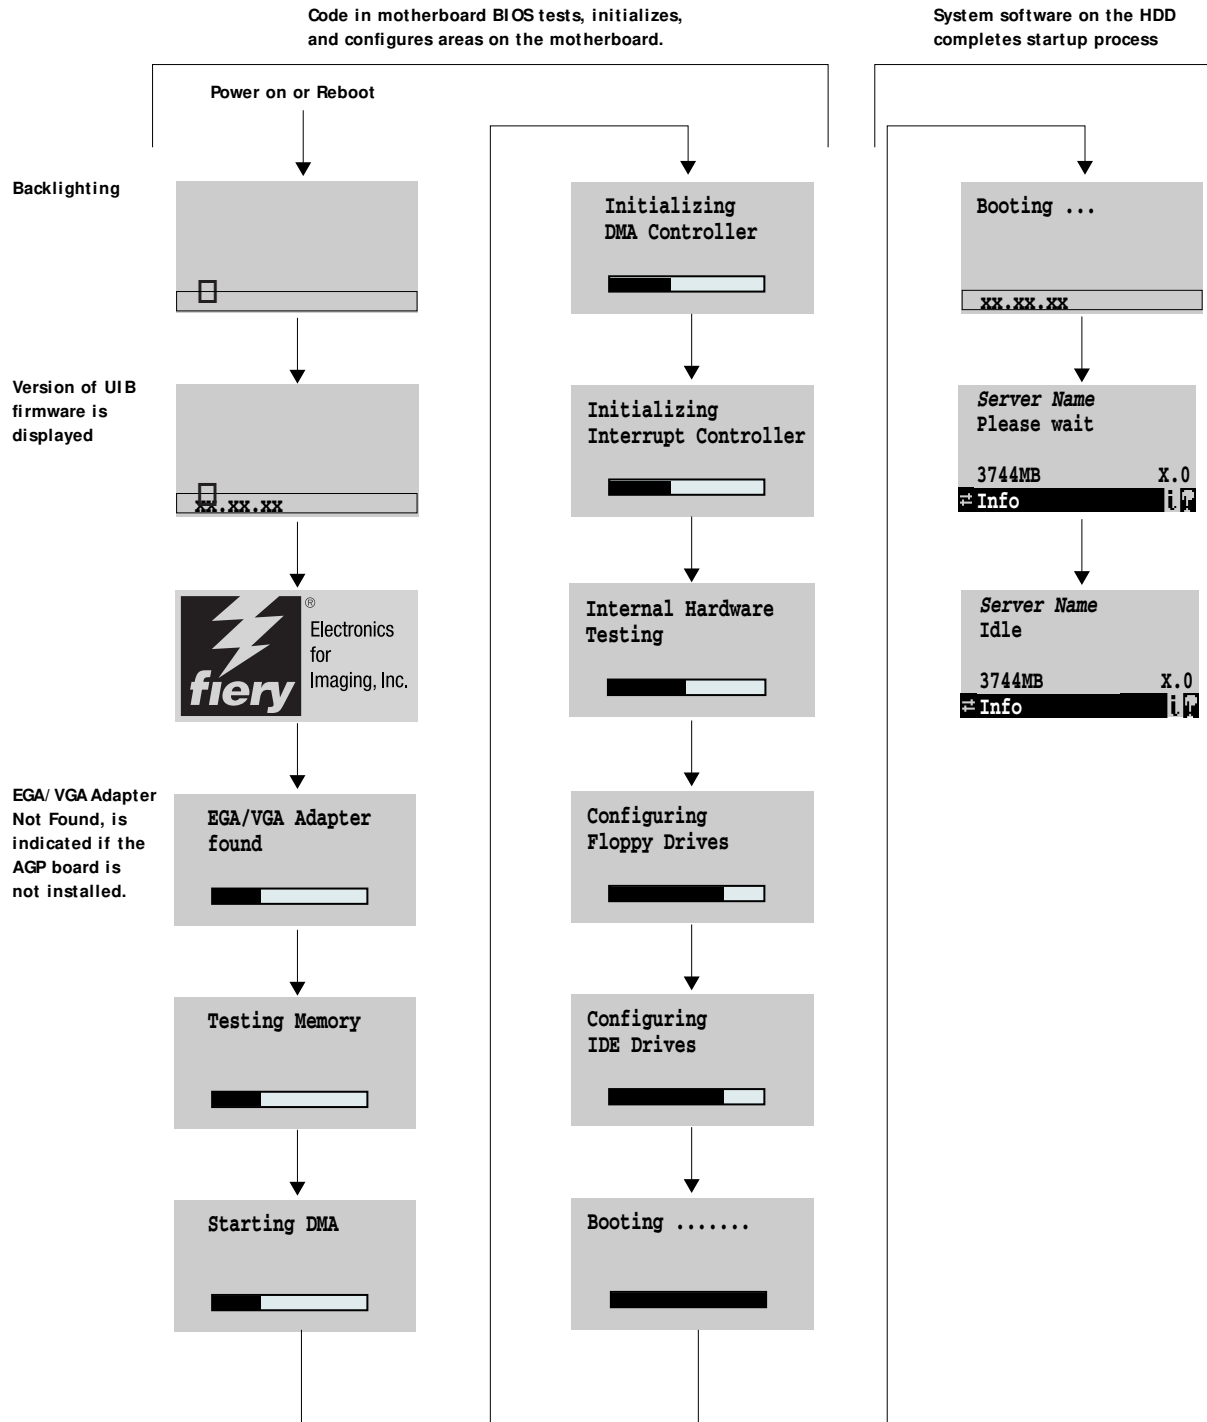 Code in motherboard BIOS tests, initializes,
and configures areas on the motherboard.
System software on the HDD
completes startup process
Power on or Reboot
Backlighting
Version of UIB
firmware is
displayed
xx.xx.xx
®
Electronics
for
Imaging, Inc.
fiery
EGA/VGA Adapter
Not Found, is
indicated if the
AGP board is
not installed.
EGA/VGA Adapter
found
Testing Memory
Starting DMA
Initializing
DMA Controller
Initializing
Interrupt Controller
Internal Hardware
Testing
Configuring
Floppy Drives
Configuring
IDE Drives
Booting .......
Booting ...
xx.xx.xx
Server Name
Please wait
3744MB X.0
Info i
Server Name
Idle
3744MB X.0
Info i